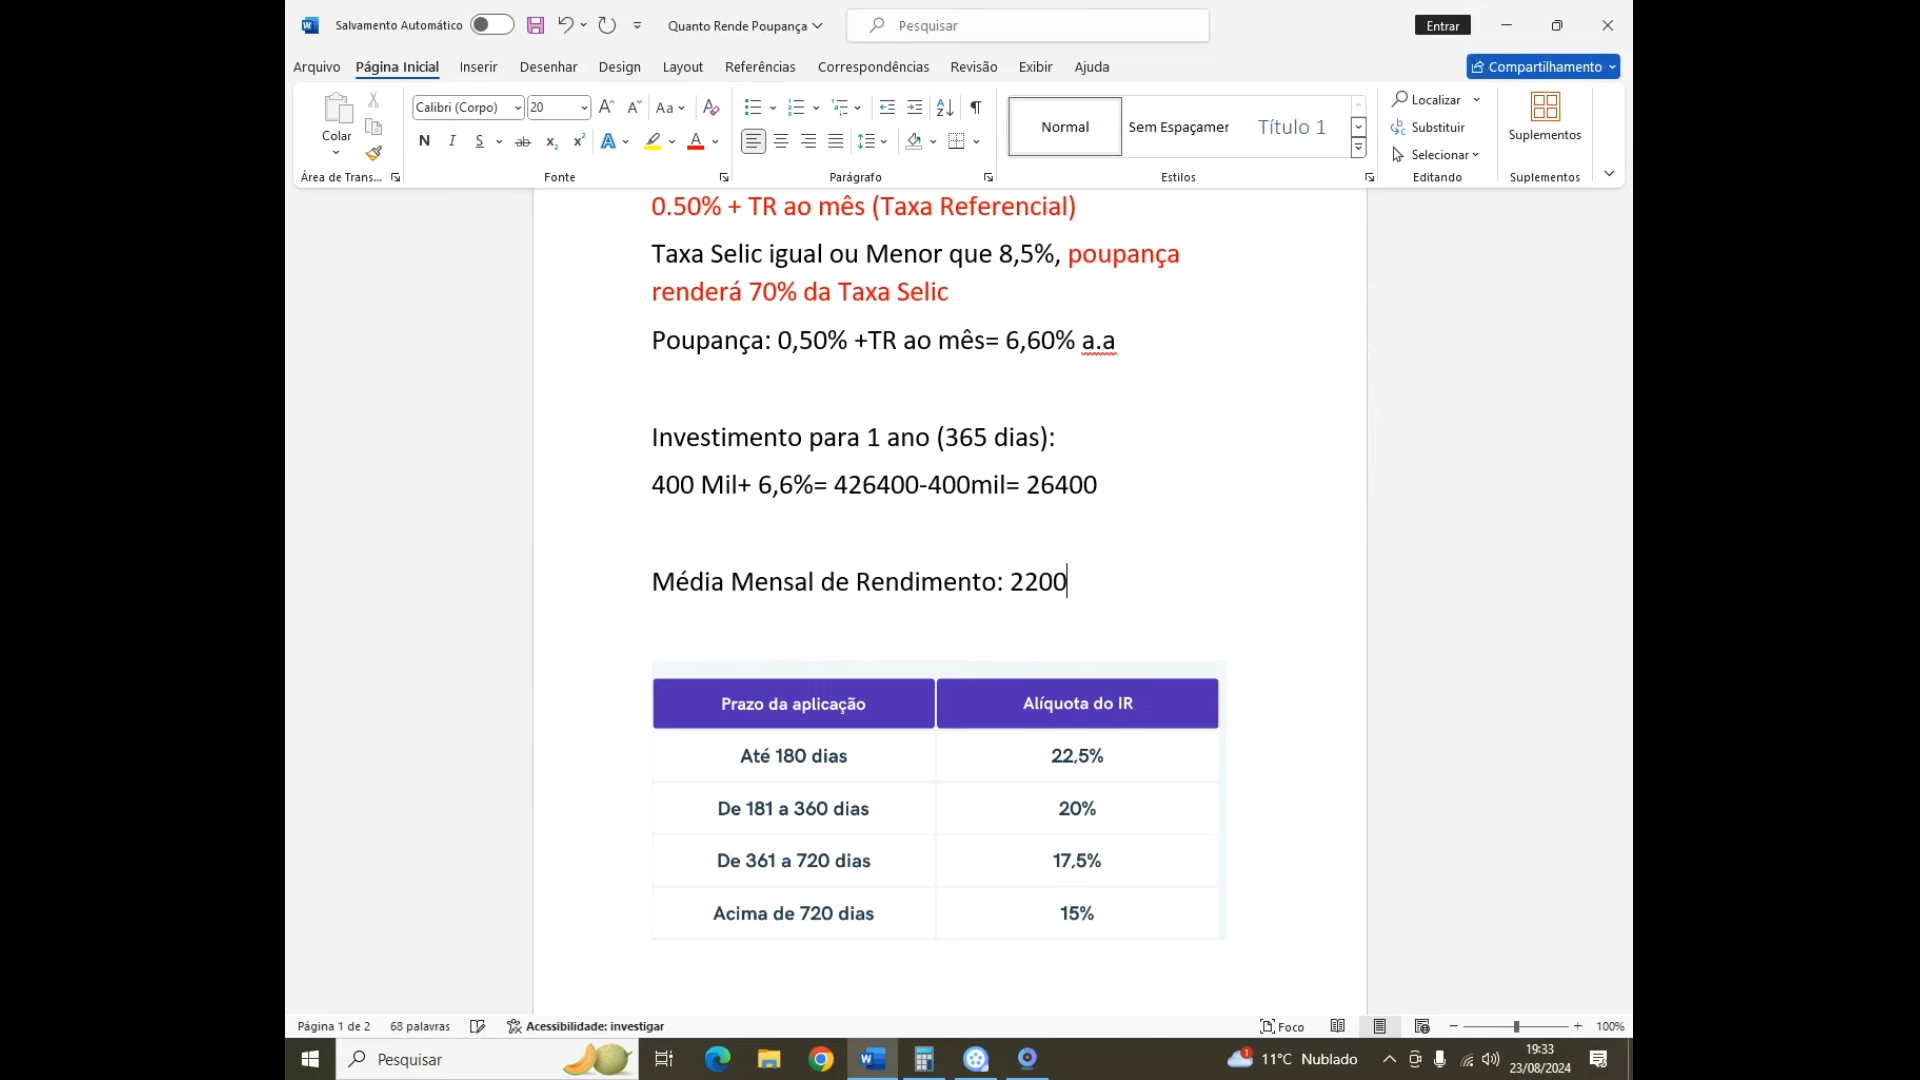 Salvamento Automático
Quanto Rende Poupança
Pesquisar
Entrar
Arquivo
Página Inicial
Inserir
Desenhar
Design
Layout
Referências
Correspondências
Revisão
Exibir
Ajuda
Compartilhamento
Colar
Área de Trans...
Calibri (Corpo)
20
Aa
N I S ab x₂ x² A A
Fonte
Parágrafo
Normal
Sem Espaçamer
Título 1
Estilos
Localizar
Substituir
Selecionar
Editando
Suplementos
Suplementos
0.50% + TR ao mês (Taxa Referencial)
Taxa Selic igual ou Menor que 8,5%, poupança
renderá 70% da Taxa Selic
Poupança: 0,50% +TR ao mês= 6,60% a.a
Investimento para 1 ano (365 dias):
400 Mil+ 6,6%= 426400-400mil= 26400
Média Mensal de Rendimento: 2200
Prazo da aplicação
Alíquota do IR
Até 180 dias
22,5%
De 181 a 360 dias
20%
De 361 a 720 dias
17,5%
Acima de 720 dias
15%
Página 1 de 2
68 palavras
Acessibilidade: investigar
Foco
100%
Pesquisar
11°C Nublado
19:33
23/08/2024